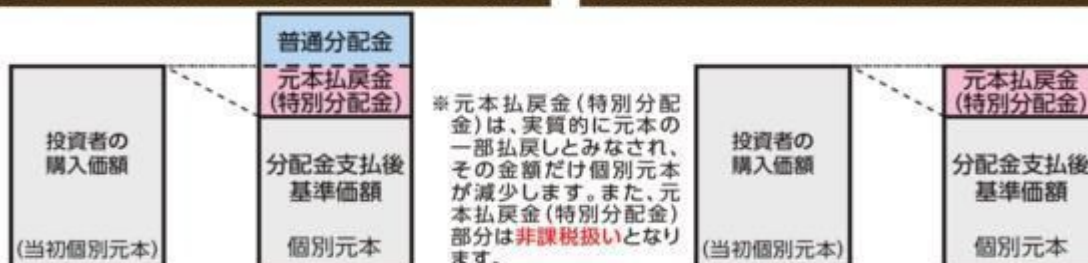 投資者の
購入価額
(当初個別元本)
普通分配金
元本払戻金
(特別分配金)
分配金支払後
基準価額
個別元本
※元本払戻金(特別分配
金)は、実質的に元本の
一部払戻しとみなされ、
その金額だけ個別元本
が減少します。また、元
本払戻金(特別分配金)
部分は非課税扱いとなり
ます。
投資者の
購入価額
(当初個別元本)
元本払戻金
(特別分配金)
分配金支払後
基準価額
個別元本